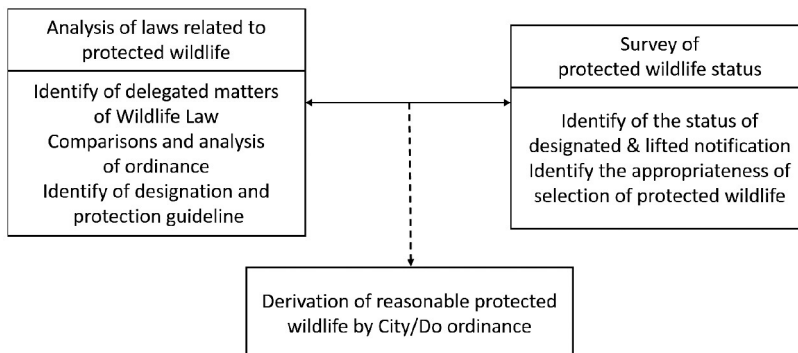 Analysis of laws related to
protected wildlife
Identify of delegated matters
of Wildlife Law
Comparisons and analysis
of ordinance
Identify of designation and
protection guideline
Survey of
protected wildlife status
Identify of the status of
designated & lifted notification
Identify the appropriateness of
selection of protected wildlife
Derivation of reasonable protected
wildlife by City/Do ordinance